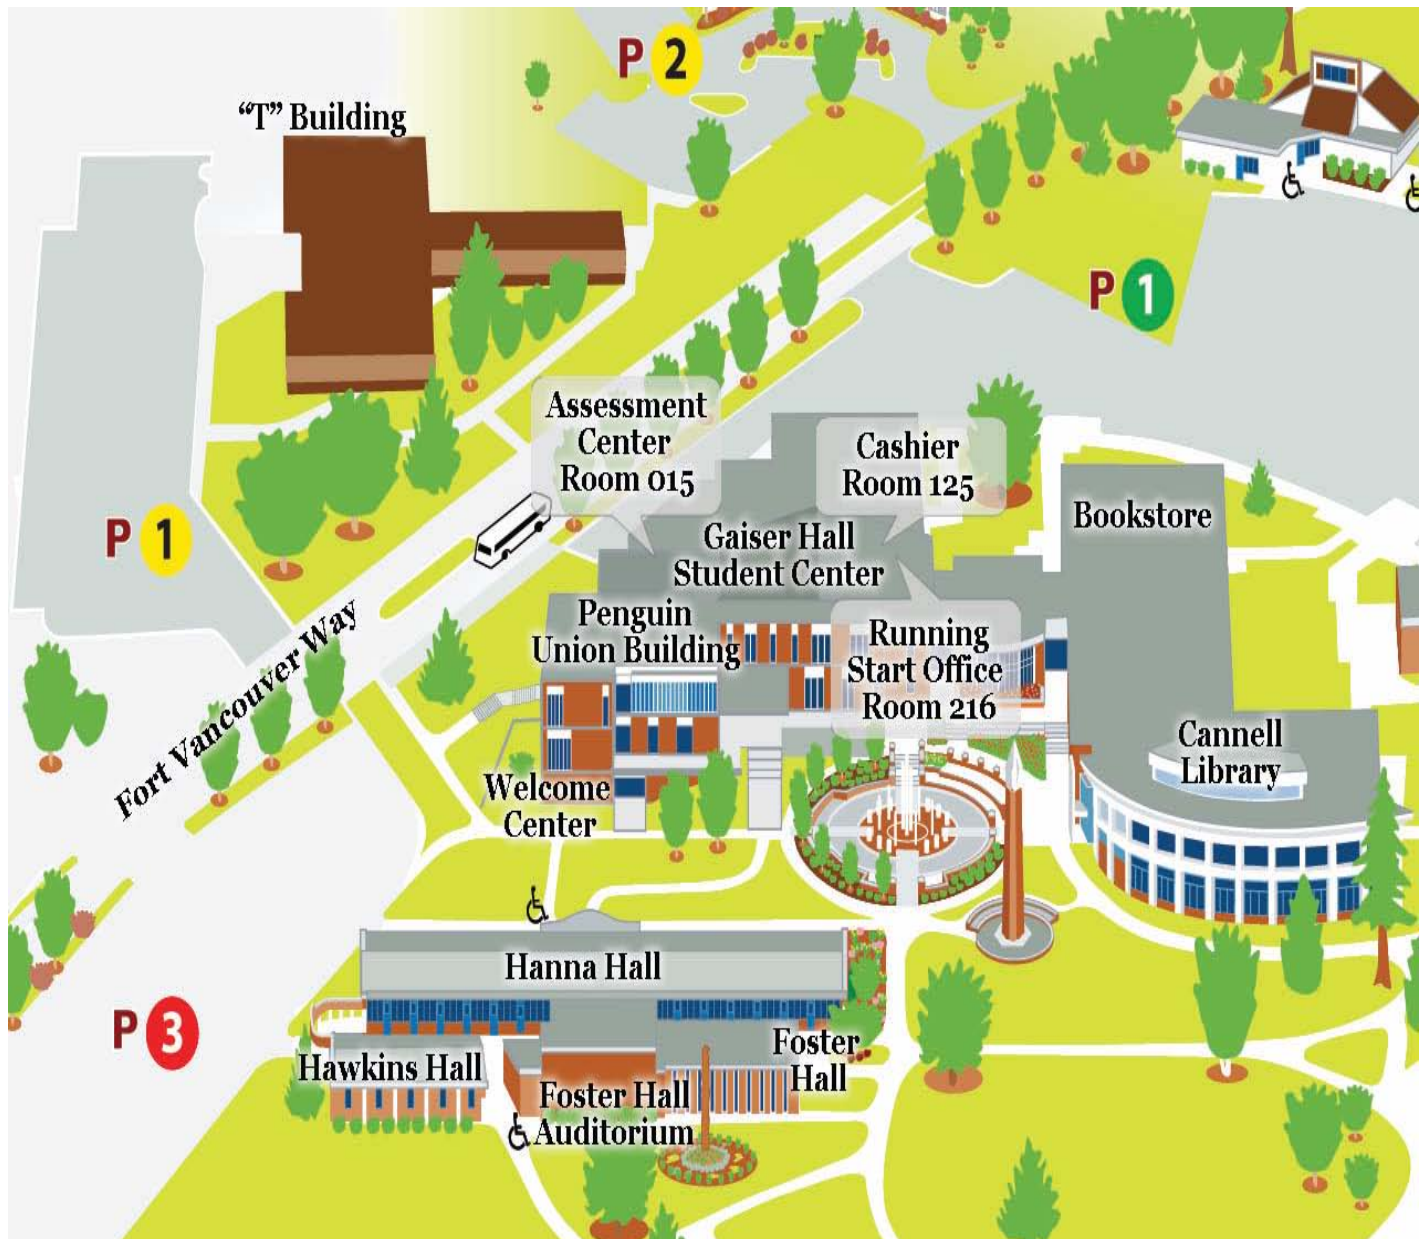 P 2
“T” Building
P 1
Assessment
Center
Room 015
Cashier
Room 125
Bookstore
Gaiser Hall
Student Center
P 1
Penguin
Union Building
Running
Start Office
Room 216
Fort Vancouver Way
Cannell
Library
Welcome
Center
Hanna Hall
P 3
Foster
Hall
Hawkins Hall
Foster Hall
Auditorium